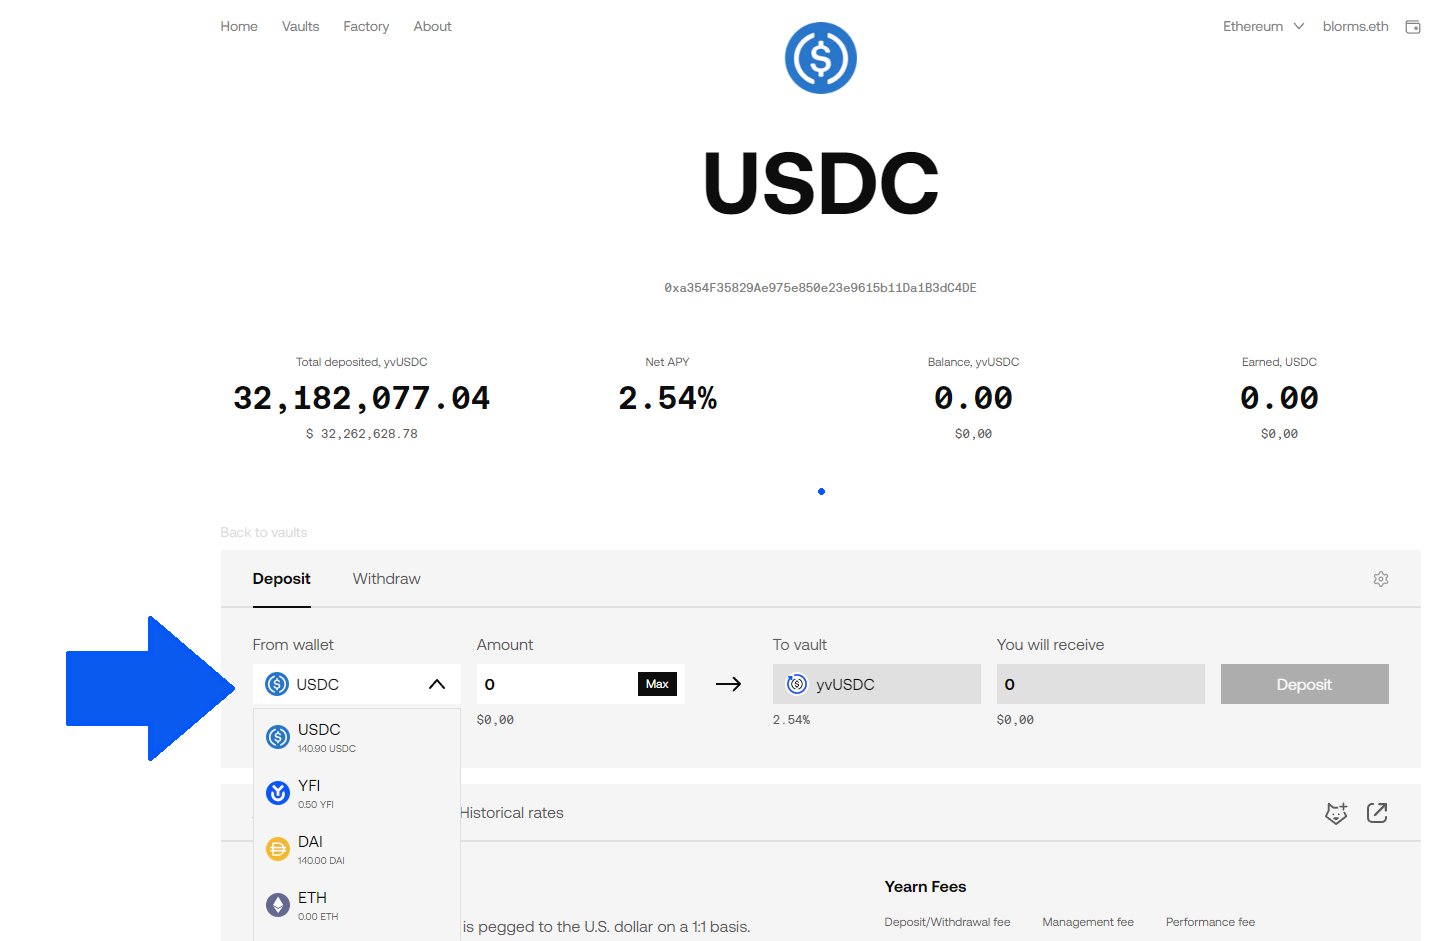 Home Vaults Factory About Ethereum blorms.eth
USDC
0xa354F35829Ae975e850e23e9615b11Da1B3dC4DE
Total deposited, yvUSDC Net APY Balance, yvUSDC Earned, USDC
32,182,077.04 2.54% 0.00 0.00
$ 32,262,628.78 $0,00 $0,00
Back to vaults
Deposit Withdraw
From wallet Amount To vault You will receive
USDC 0 Max yvUSDC 0 Deposit
$0,00 2.54% $0,00
USDC
140.90 USDC
YFI
0.50 YFI
Historical rates
DAI
140.00 DAI
Yearn Fees
ETH
0.00 ETH
Deposit/Withdrawal fee Management fee Performance fee
is pegged to the U.S. dollar on a 1:1 basis.